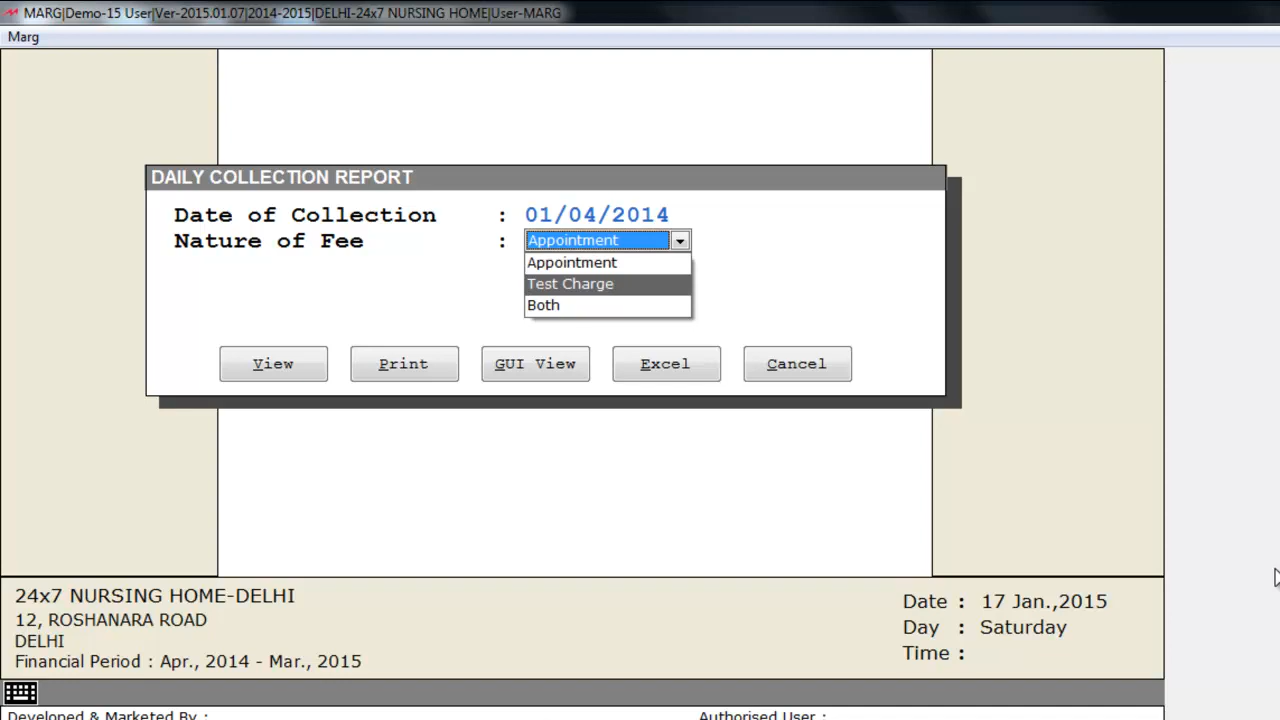 MARG|Demo-15 User|Ver-2015.01.07|2014-2015|DELHI-24x7 NURSING HOME|User-MARG
Marg
DAILY COLLECTION REPORT
Date of Collection : 01/04/2014
Nature of Fee : Appointment
Appointment
Test Charge
Both
View Print GUI View Excel Cancel
24x7 NURSING HOME-DELHI
12, ROSHANARA ROAD
DELHI
Financial Period : Apr., 2014 - Mar., 2015
Date : 17 Jan.,2015
Day : Saturday
Time :
Developed & Marketed By : Authorised User :